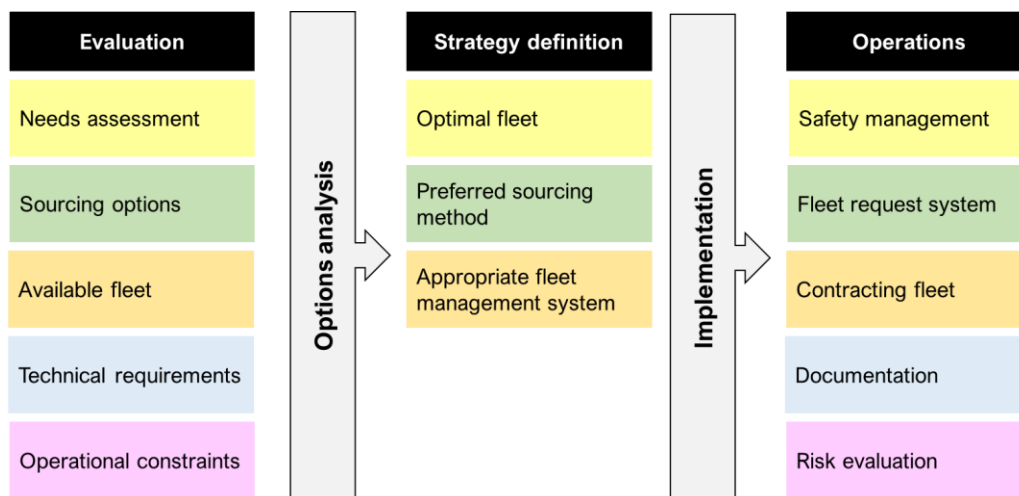 Evaluation
Needs assessment
Sourcing options
Available fleet
Technical requirements
Operational constraints
Options analysis
Strategy definition
Optimal fleet
Preferred sourcing
method
Appropriate fleet
management system
Implementation
Operations
Safety management
Fleet request system
Contracting fleet
Documentation
Risk evaluation